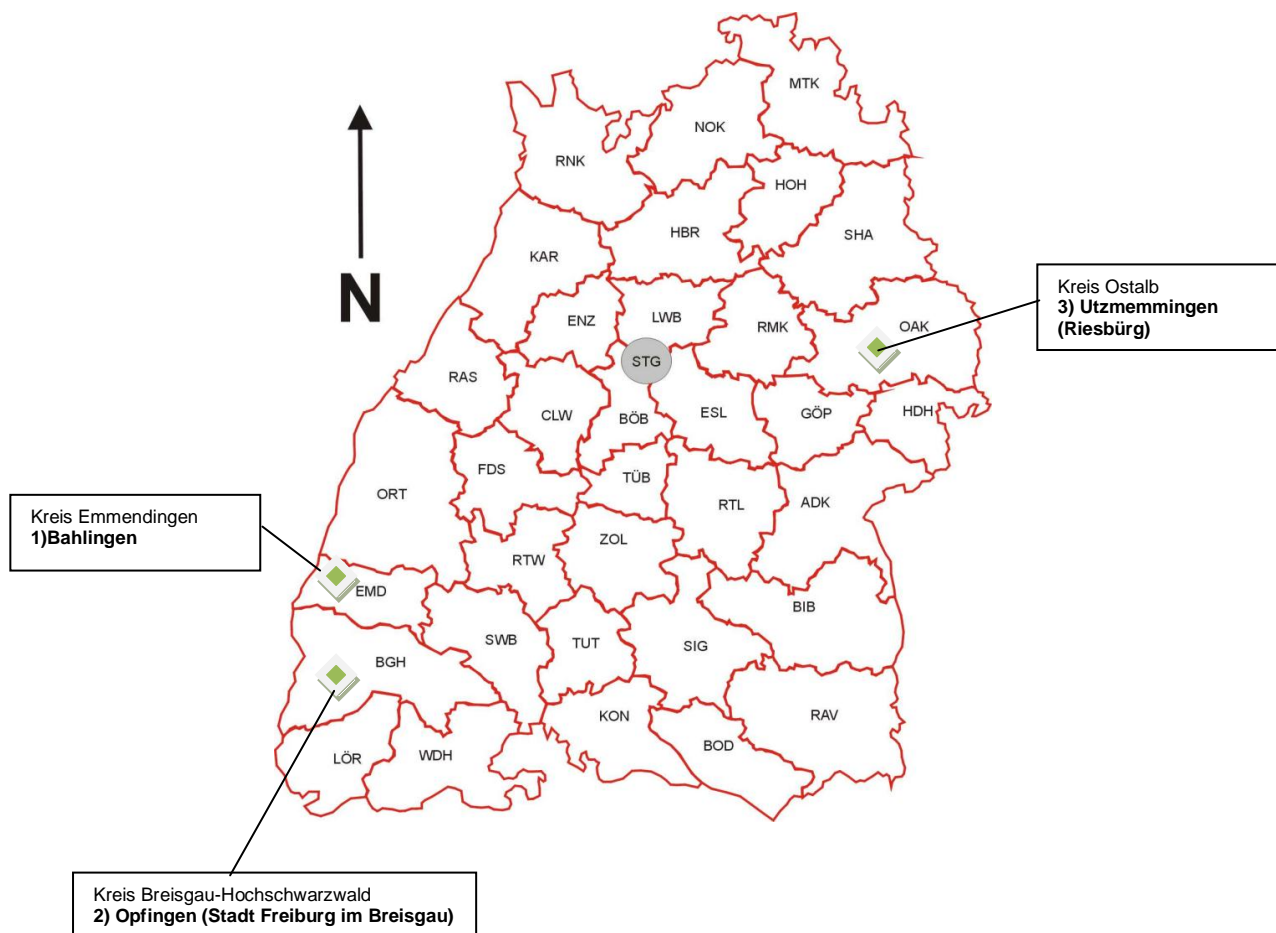 MTK
NOK
RNK
HOH
HBR
SHA
KAR
N
Kreis Ostalb
3) Utzmemmingen
(Riesbürg)
ENZ
LWB
RMK
OAK
STG
RAS
CLW
BÖB
ESL
GÖP
HDH
FDS
TÜB
ORT
RTL
ADK
Kreis Emmendingen
1)Bahlingen
RTW
ZOL
EMD
BIB
SWB
TUT
SIG
BGH
KON
RAV
LÖR
WDH
BOD
Kreis Breisgau-Hochschwarzwald
2) Opfingen (Stadt Freiburg im Breisgau)